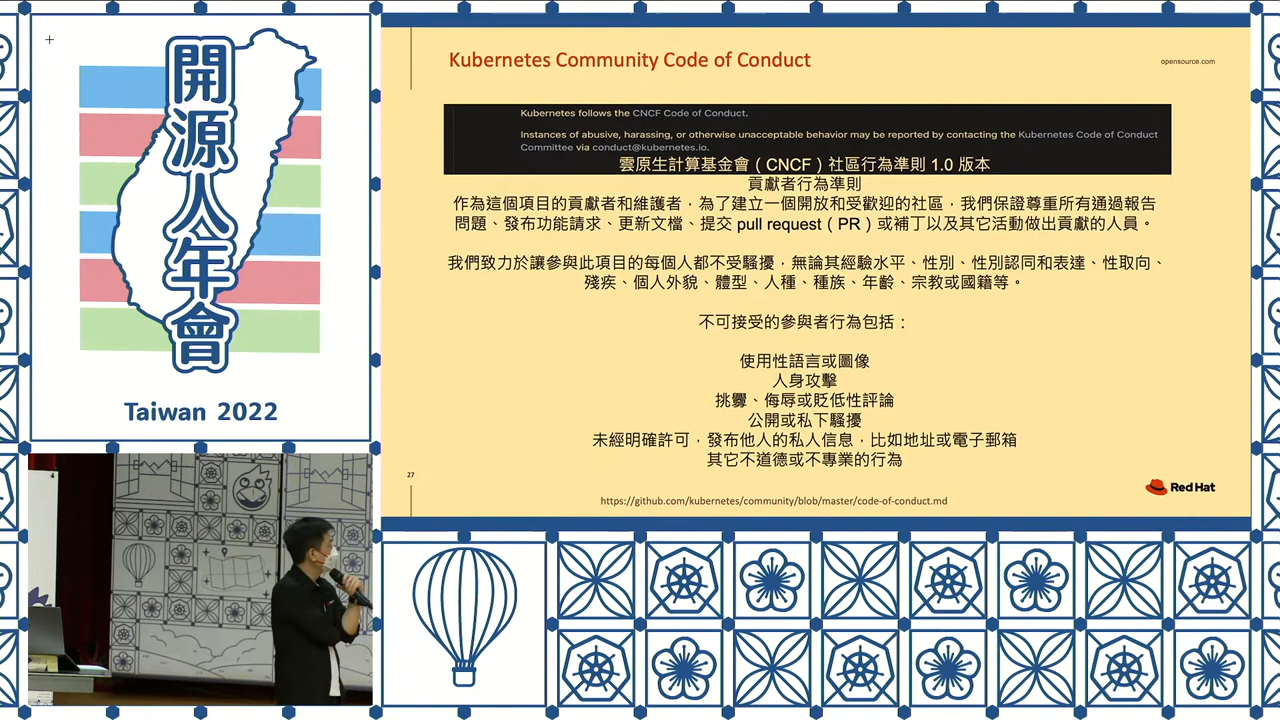 開源人年會
Taiwan 2022
Kubernetes Community Code of Conduct
opensource.com
Kubernetes follows the CNCF Code of Conduct.
Instances of abusive, harassing, or otherwise unacceptable behavior may be reported by contacting the Kubernetes Code of Conduct
Committee via conduct@kubernetes.io.
雲原生計算基金會（CNCF）社區行為準則 1.0 版本
貢獻者行為準則
作為這個項目的貢獻者和維護者，為了建立一個開放和受歡迎的社區，我們保證尊重所有通過報告
問題、發布功能請求、更新文檔、提交 pull request（PR）或補丁以及其它活動做出貢獻的人員。
我們致力於讓參與此項目的每個人都不受騷擾，無論其經驗水平、性別、性別認同和表達、性取向、
殘疾、個人外貌、體型、人種、種族、年齡、宗教或國籍等。
不可接受的參與者行為包括：
使用性語言或圖像
人身攻擊
挑釁、侮辱或貶低性評論
公開或私下騷擾
未經明確許可，發布他人的私人信息，比如地址或電子郵箱
其它不道德或不專業的行為
27
Red Hat
https://github.com/kubernetes/community/blob/master/code-of-conduct.md